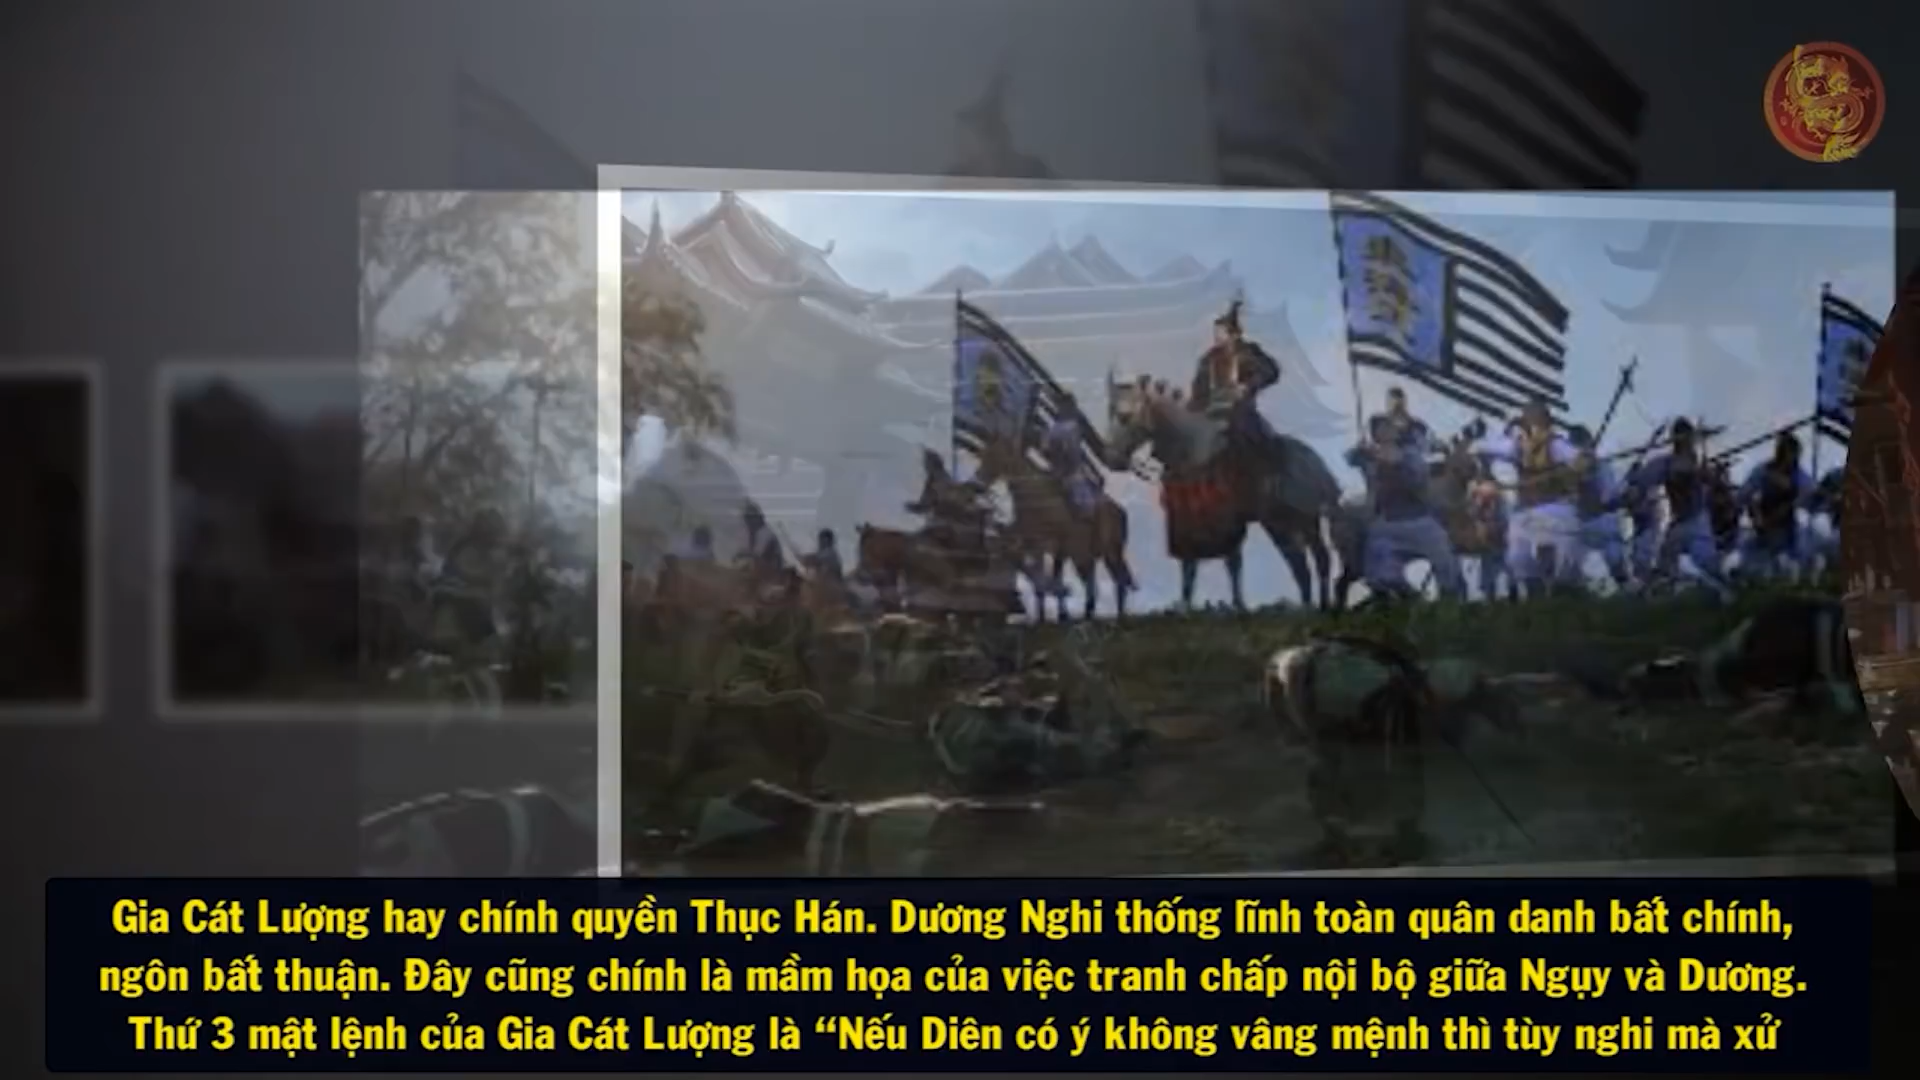 Gia Cát Lượng hay chính quyền Thục Hán. Dương Nghi thống lĩnh toàn quân danh bất chính,
ngôn bất thuận. Đây cũng chính là mầm họa của việc tranh chấp nội bộ giữa Ngụy và Dương.
Thứ 3 mật lệnh của Gia Cát Lượng là “Nếu Diên có ý không vâng mệnh thì tùy nghi mà xử